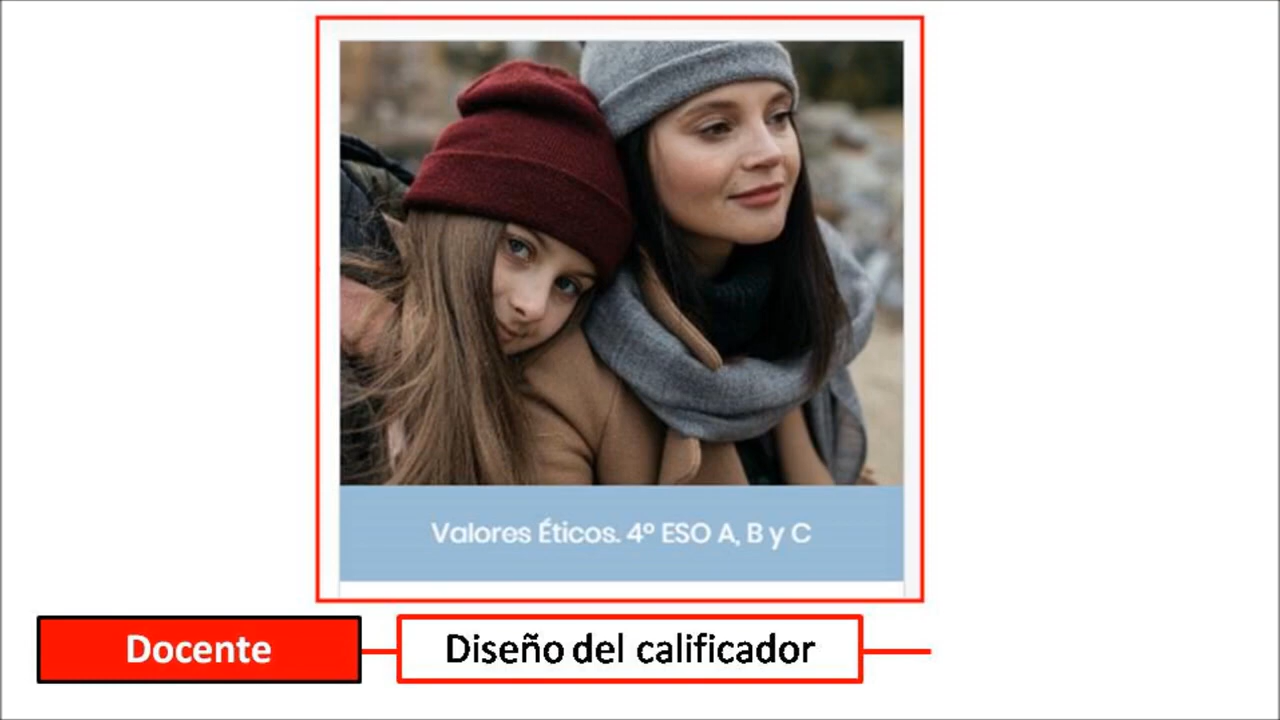 Valores Éticos. 4º ESO A, B y C
Docente
Diseño del calificador